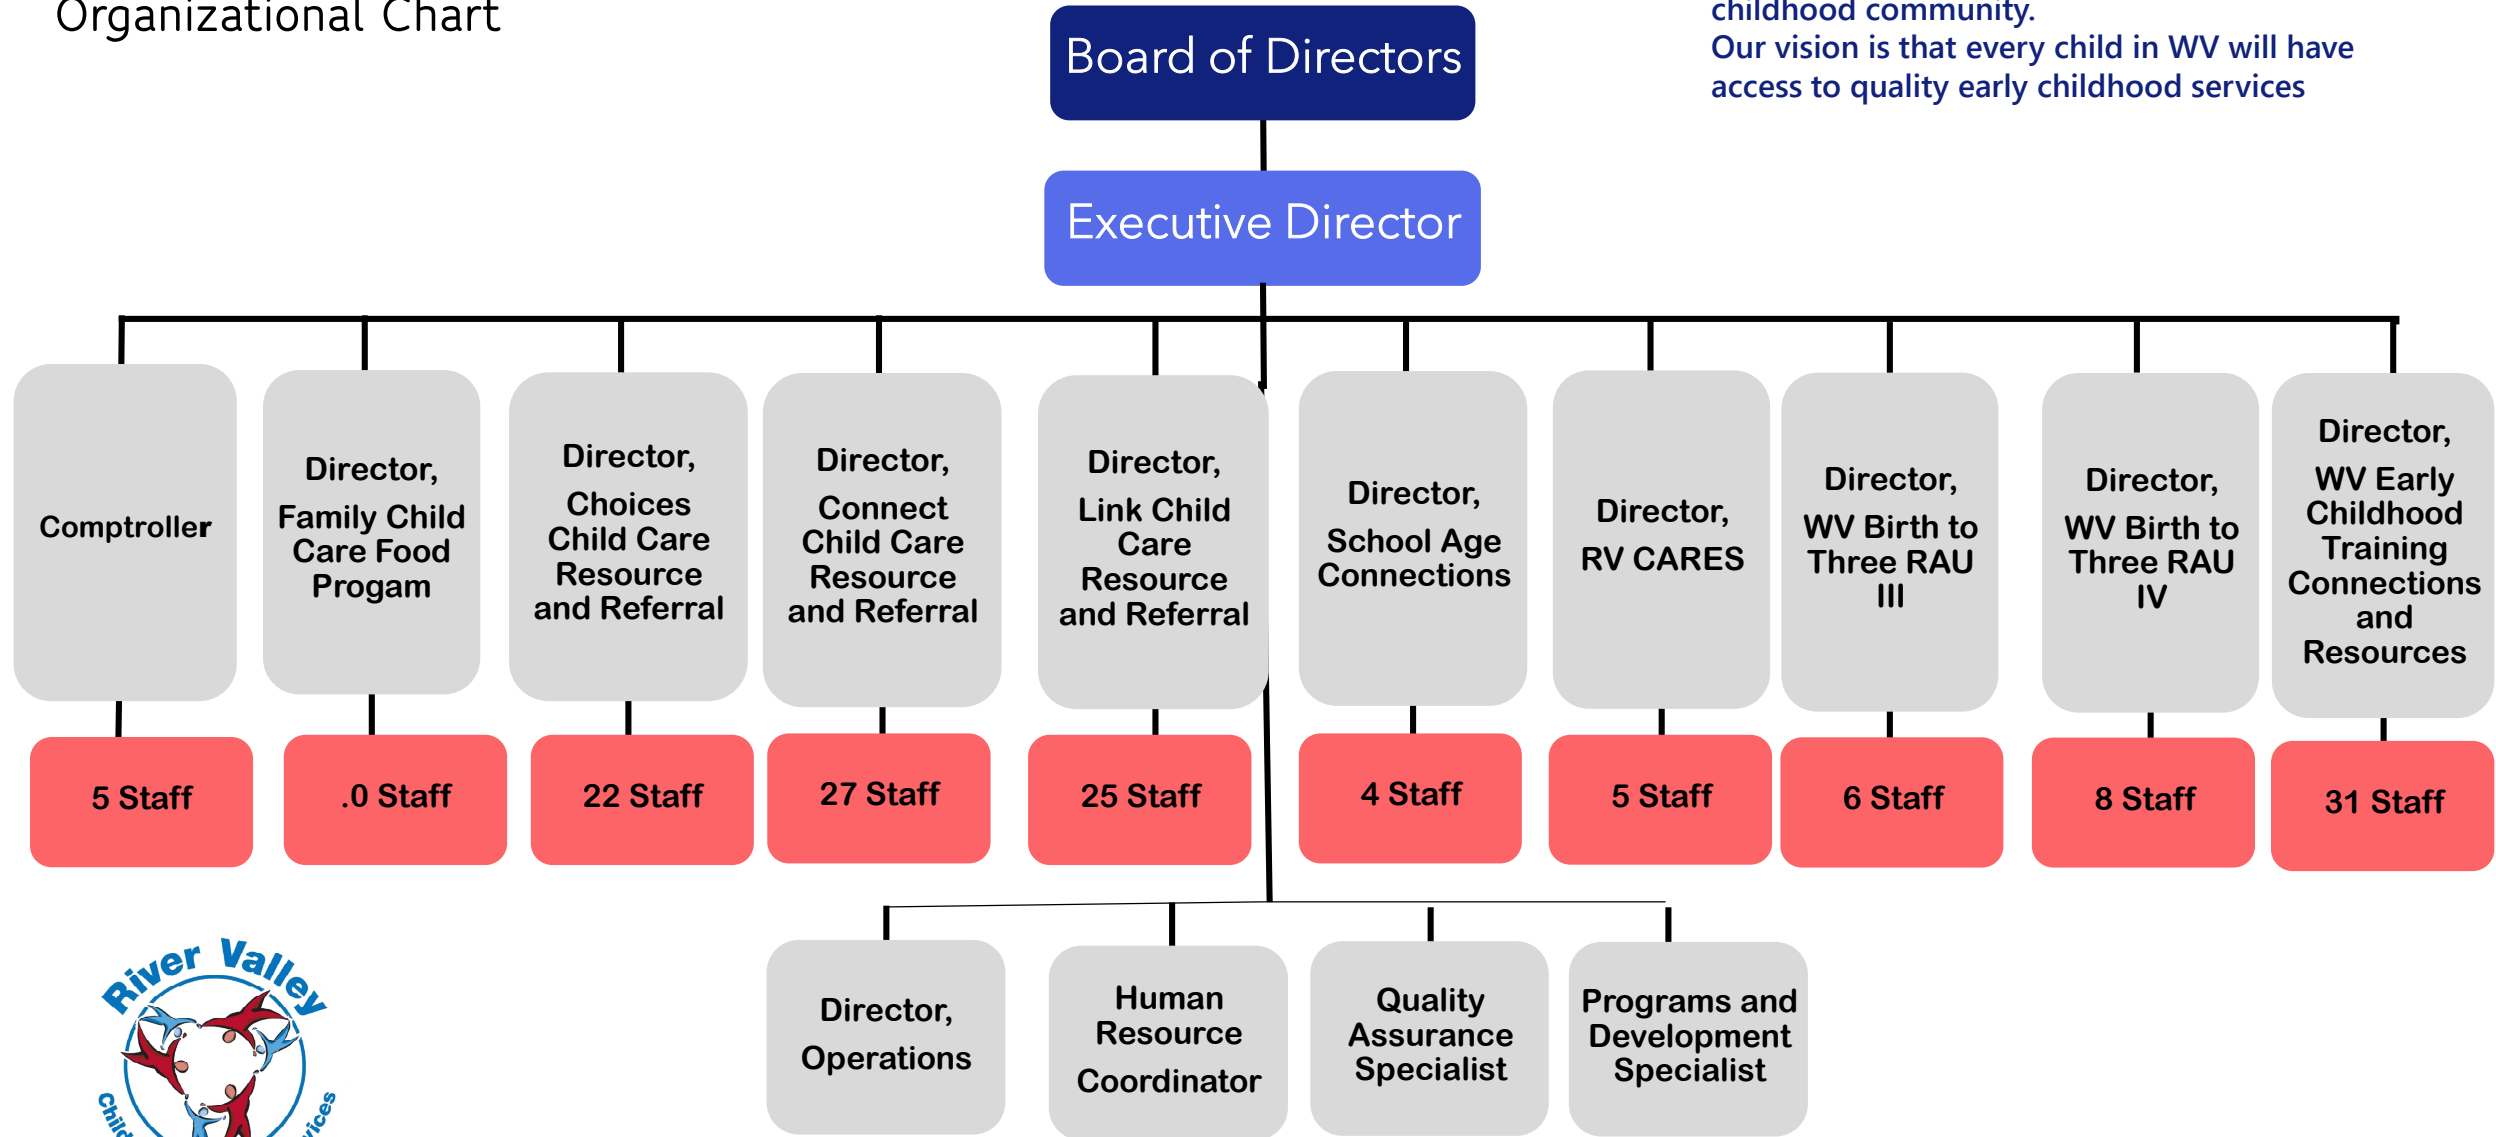 Organizational Chart
childhood community.
Our vision is that every child in WV will have
access to quality early childhood services
Board of Directors
Executive Director
Comptroller
Director,
Family Child
Care Food
Progam
Director,
Choices
Child Care
Resource
and Referral
Director,
Connect
Child Care
Resource
and Referral
Director,
Link Child
Care
Resource
and Referral
Director,
School Age
Connections
Director,
RV CARES
Director,
WV Birth to
Three RAU
III
Director,
WV Birth to
Three RAU
IV
Director,
WV Early
Childhood
Training
Connections
and
Resources
5 Staff
.0 Staff
22 Staff
27 Staff
25 Staff
4 Staff
5 Staff
6 Staff
8 Staff
31 Staff
Director,
Operations
Human
Resource
Coordinator
Quality
Assurance
Specialist
Programs and
Development
Specialist
River Valley